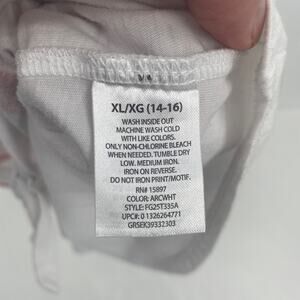 XL/XG (14-16)
WASH INSIDE OUT
MACHINE WASH COLD
WITH LIKE COLORS.
ONLY NON-CHLORINE BLEACH
WHEN NEEDED. TUMBLE DRY
LOW. MEDIUM IRON.
IRON ON REVERSE.
DO NOT IRON PRINT/MOTIF.
RN# 15897
COLOR: ARCWHT
STYLE: FG25T335A
UPC#: 0 1326264771
GRSEK39332303